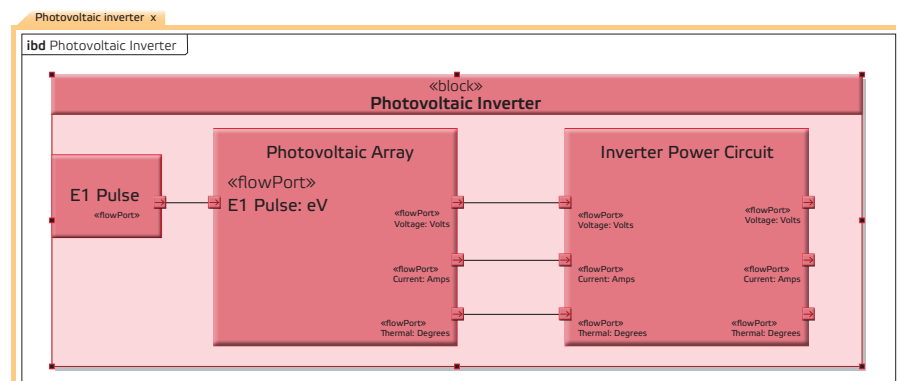 Photovoltaic inverter x
ibd Photovoltaic Inverter
«block»
Photovoltaic Inverter
E1 Pulse
«flowPort»
Photovoltaic Array
«flowPort»
E1 Pulse: eV
«flowPort»
Voltage: Volts
«flowPort»
Current: Amps
«flowPort»
Thermal: Degrees
Inverter Power Circuit
«flowPort»
Voltage: Volts
«flowPort»
Voltage: Volts
«flowPort»
Current: Amps
«flowPort»
Current: Amps
«flowPort»
Thermal: Degrees
«flowPort»
Thermal: Degrees